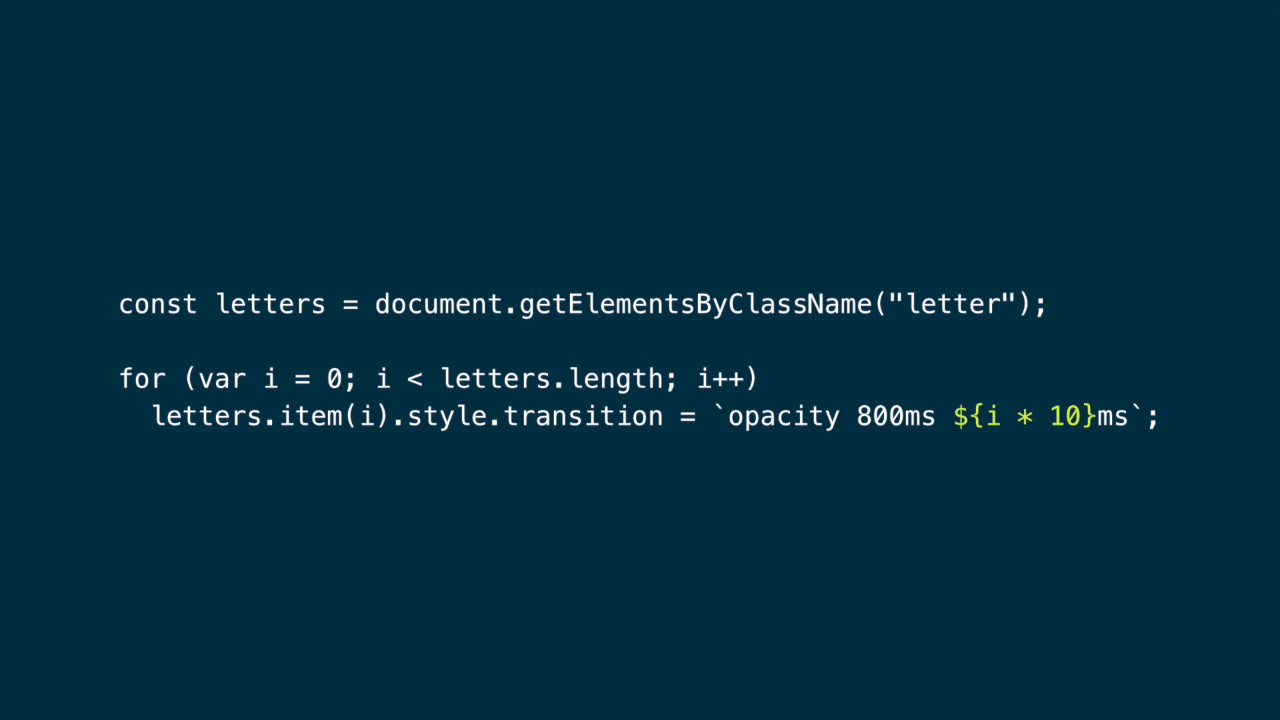 const letters = document.getElementsByClassName("letter");
for (var i = 0; i < letters.length; i++)
letters.item(i).style.transition = `opacity 800ms ${i * 10}ms`;